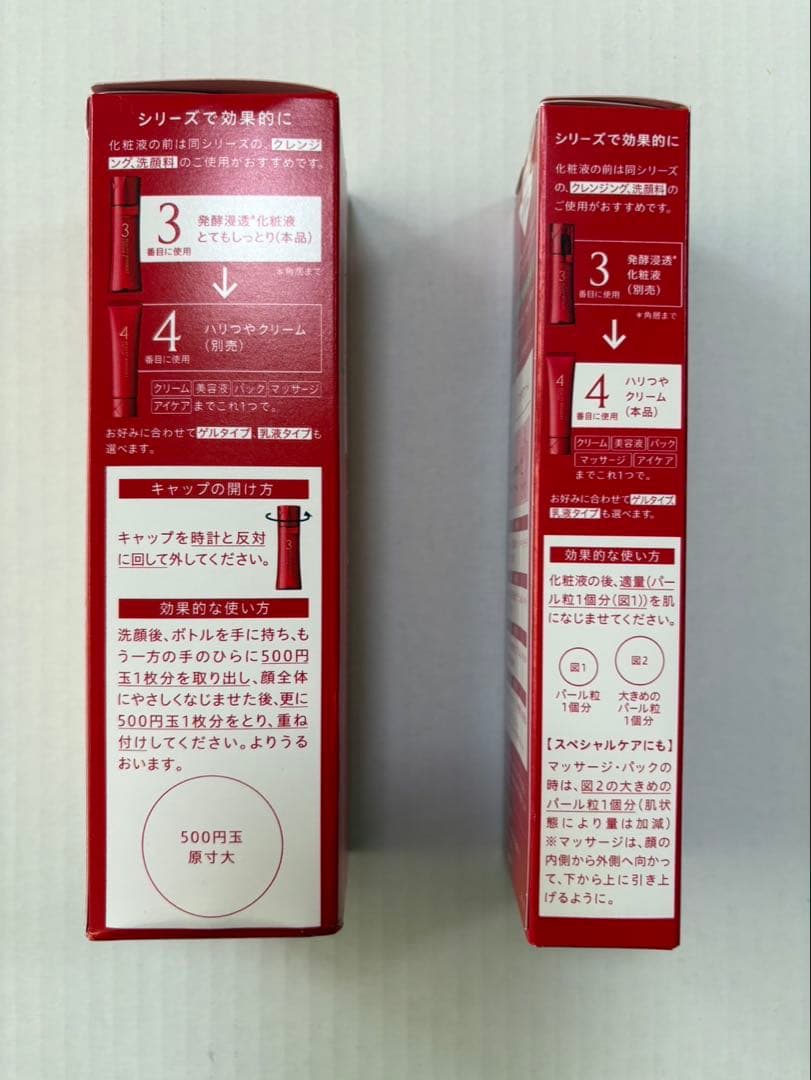 シリーズで効果的に
化粧液の前は同シリーズの、クレンジ
ング、洗顔料のご使用がおすすめです。
3
3
番目に使用
発酵浸透*化粧液
とてもしっとり(本品)
*角層まで
4
4
番目に使用
ハリつやクリーム
(別売)
クリーム 美容液 パック マッサージ
アイケア までこれ1つで。
お好みに合わせてゲルタイプ、乳液タイプも
選べます。
キャップの開け方
キャップを時計と反対
に回して外してください。
3
効果的な使い方
洗顔後、ボトルを手に持ち、も
う一方の手のひらに500円
玉1枚分を取り出し、顔全体
にやさしくなじませた後、更に
500円玉1枚分をとり、重ね
付けしてください。よりうる
おいます。
500円玉
原寸大
シリーズで効果的に
化粧液の前は同シリーズ
の、クレンジング、洗顔料の
ご使用がおすすめです。
3
3
番目に使用
発酵浸透*
化粧液
(別売)
*角層まで
4
4
番目に使用
ハリつや
クリーム
(本品)
クリーム 美容液 パック
マッサージ アイケア
までこれ1つで。
お好みに合わせてゲルタイプ
乳液タイプも選べます。
効果的な使い方
化粧液の後、適量(パー
ル粒1個分(図1))を肌
になじませてください。
図1
パール粒
1個分
図2
大きめの
パール粒
1個分
【スペシャルケアにも】
マッサージ・パックの
時は、図2の大きめの
パール粒1個分(肌状
態により量は加減)
※マッサージは、顔の
内側から外側へ向かっ
て、下から上に引き上
げるように。